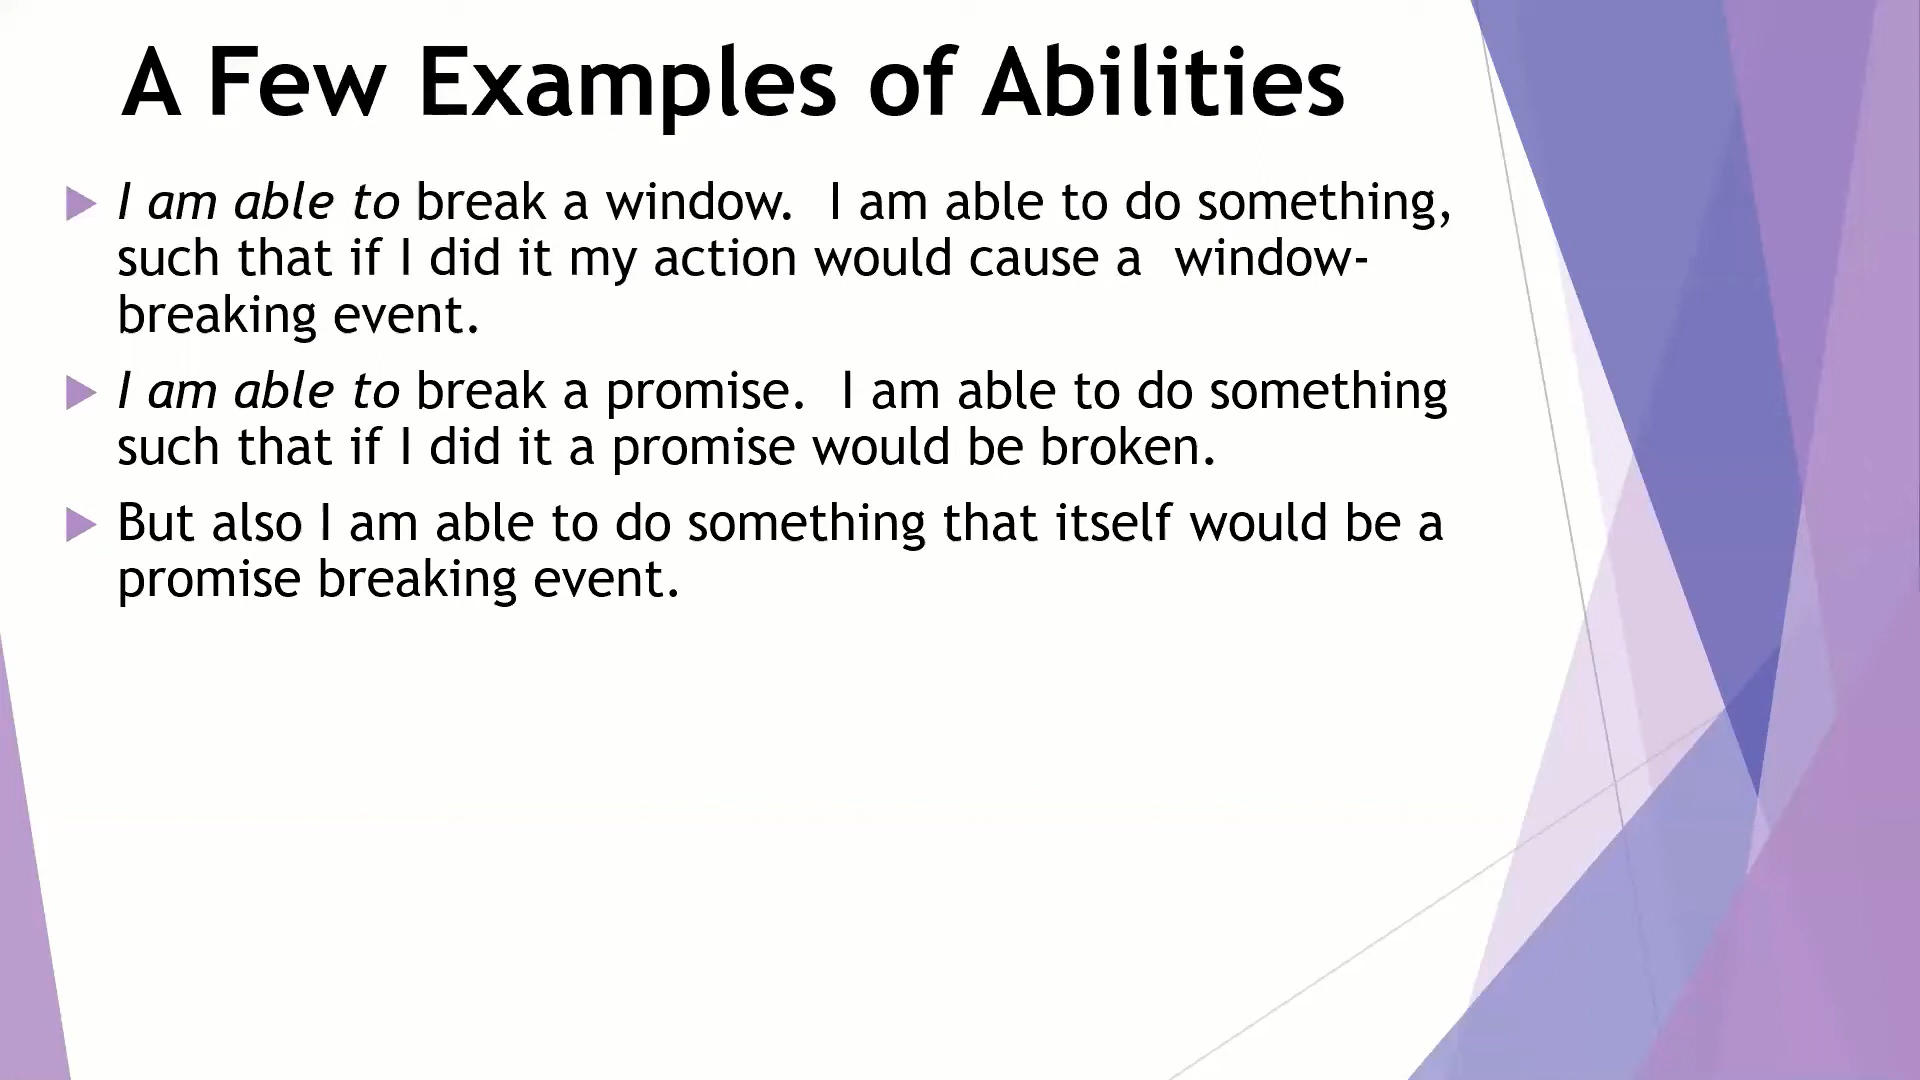 A Few Examples of Abilities
I am able to break a window.  I am able to do something,
such that if I did it my action would cause a  window-
breaking event.
I am able to break a promise.  I am able to do something
such that if I did it a promise would be broken.
But also I am able to do something that itself would be a
promise breaking event.